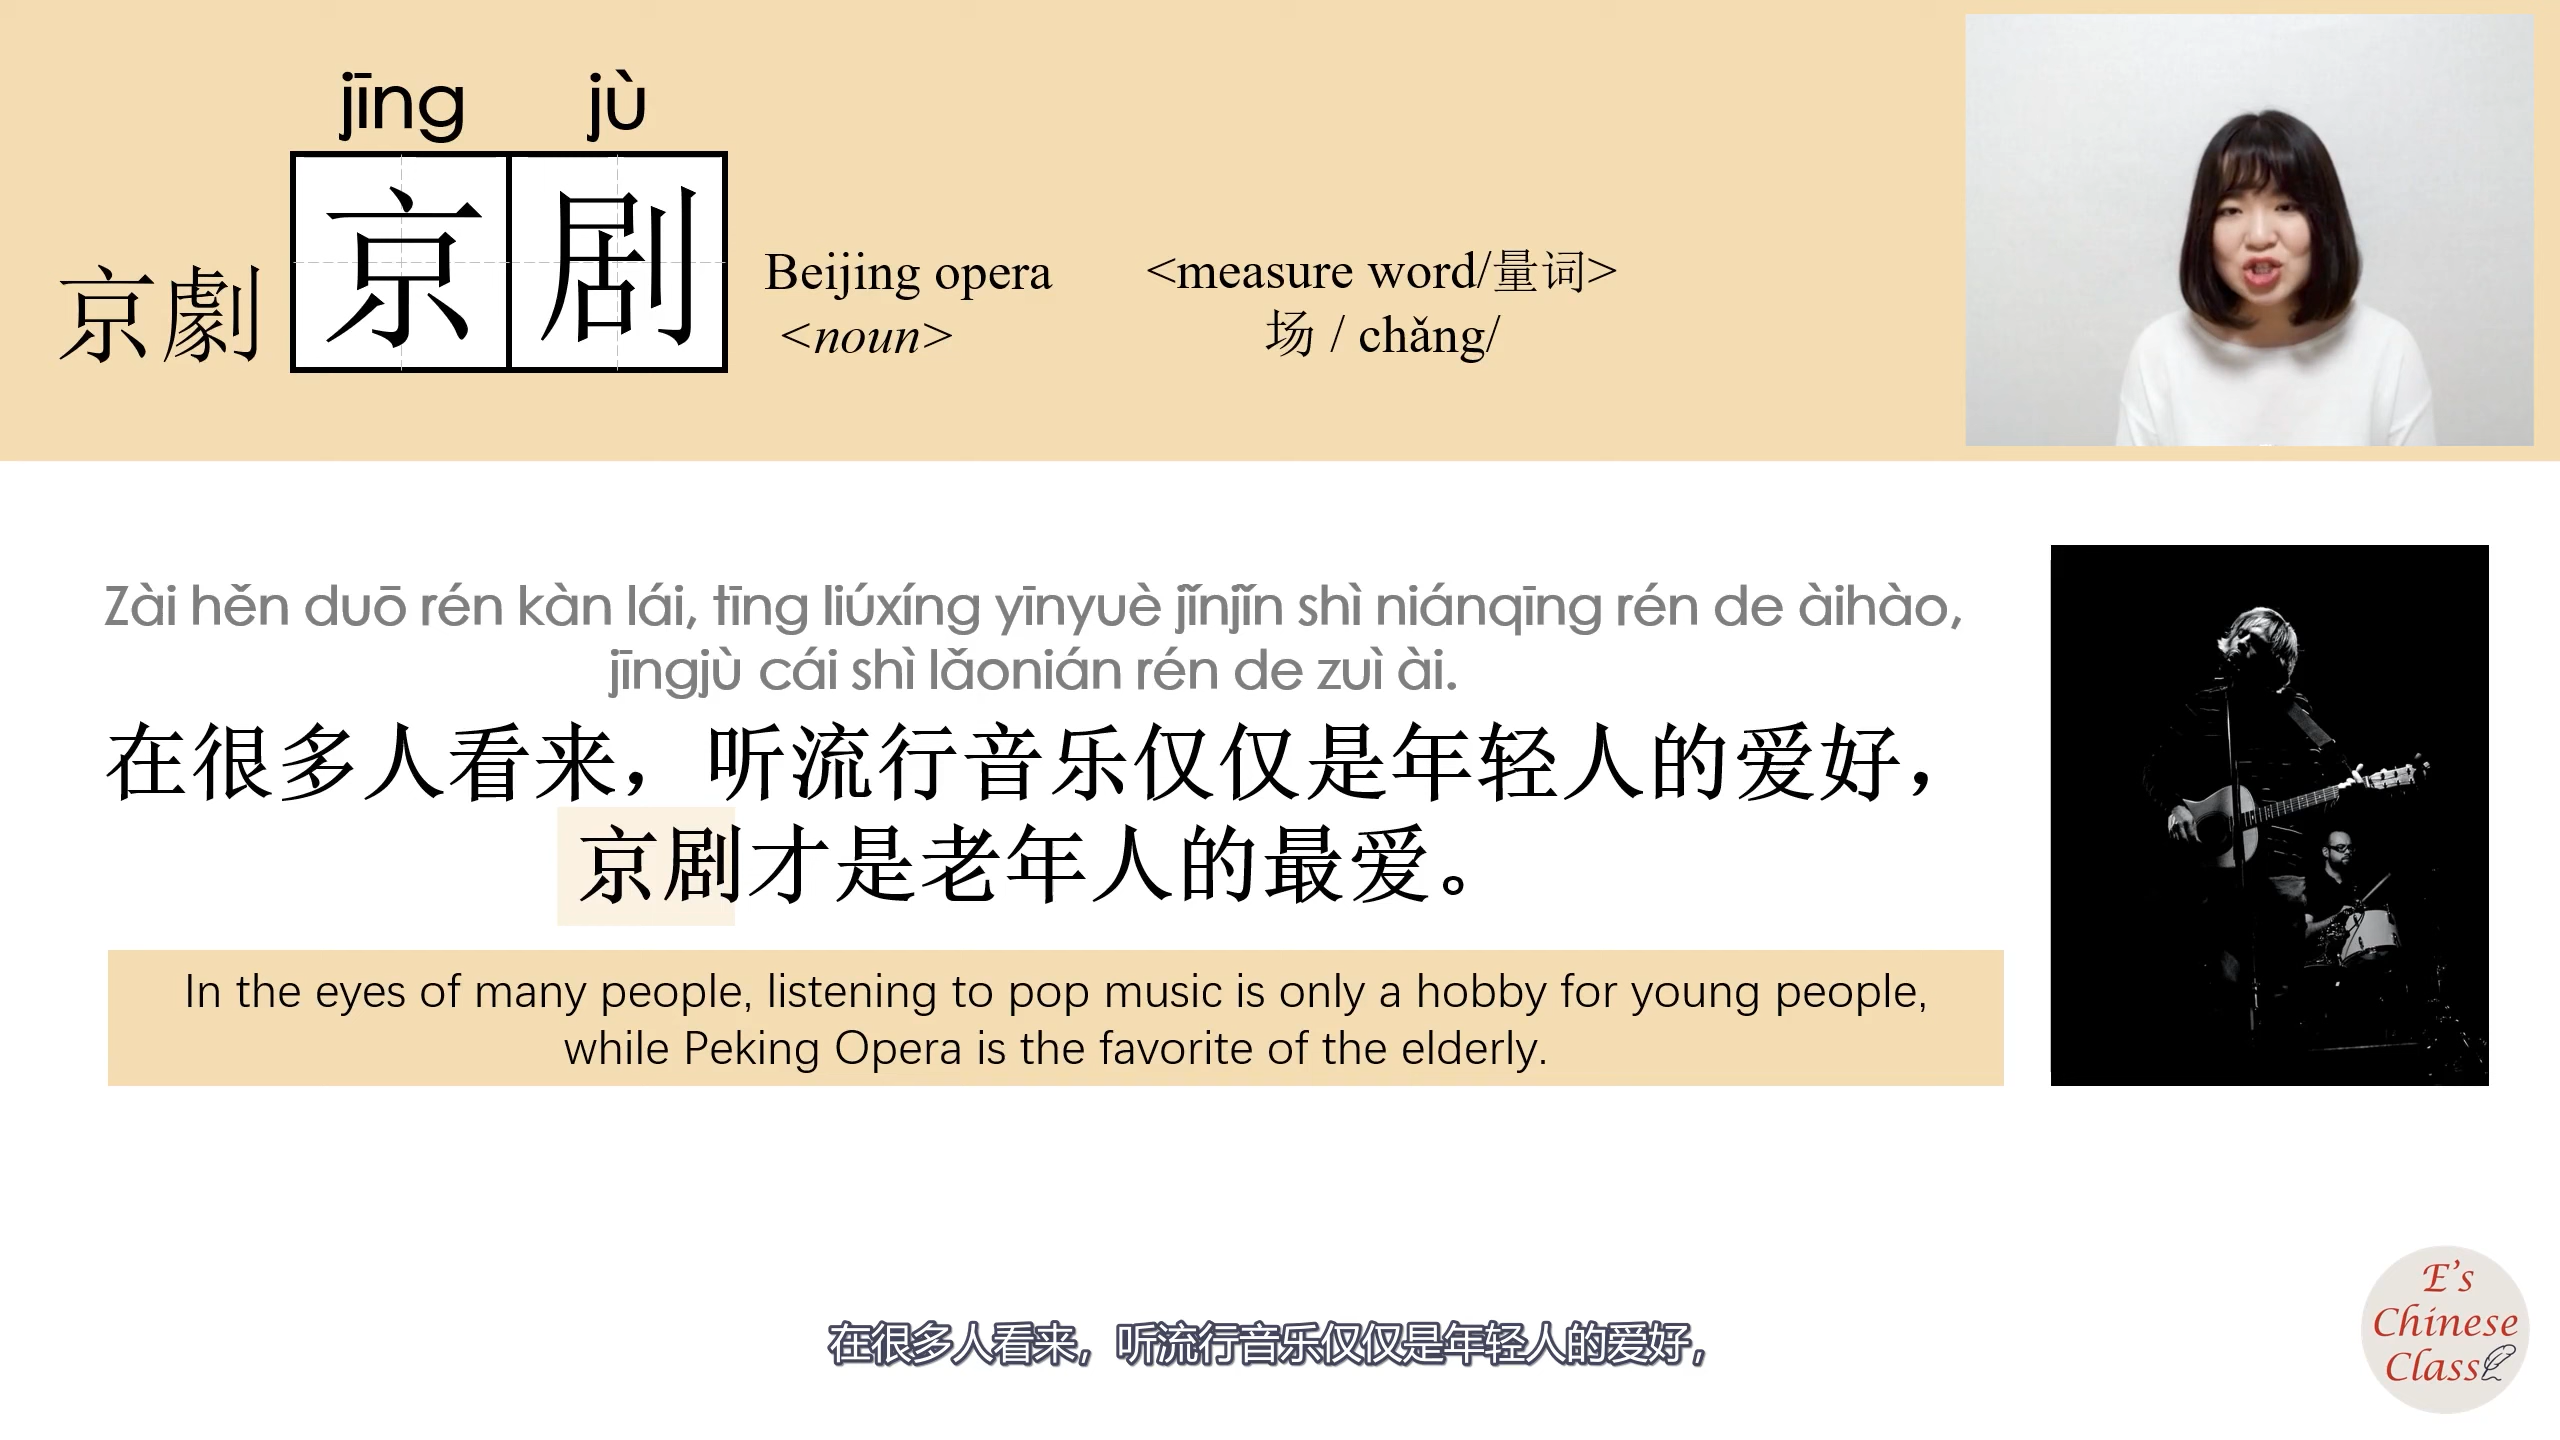 jīng jù
京劇 京剧
Beijing opera
<noun>
<measure word/量词>
场 / chǎng/
Zài hěn duō rén kàn lái, tīng liúxíng yīnyuè jǐnjǐn shì niánqīng rén de àihào,
jīngjù cái shì lǎonián rén de zuì ài.
在很多人看来，听流行音乐仅仅是年轻人的爱好，
京剧才是老年人的最爱。
In the eyes of many people, listening to pop music is only a hobby for young people,
while Peking Opera is the favorite of the elderly.
在很多人看来，听流行音乐仅仅是年轻人的爱好，
E's
Chinese
Class